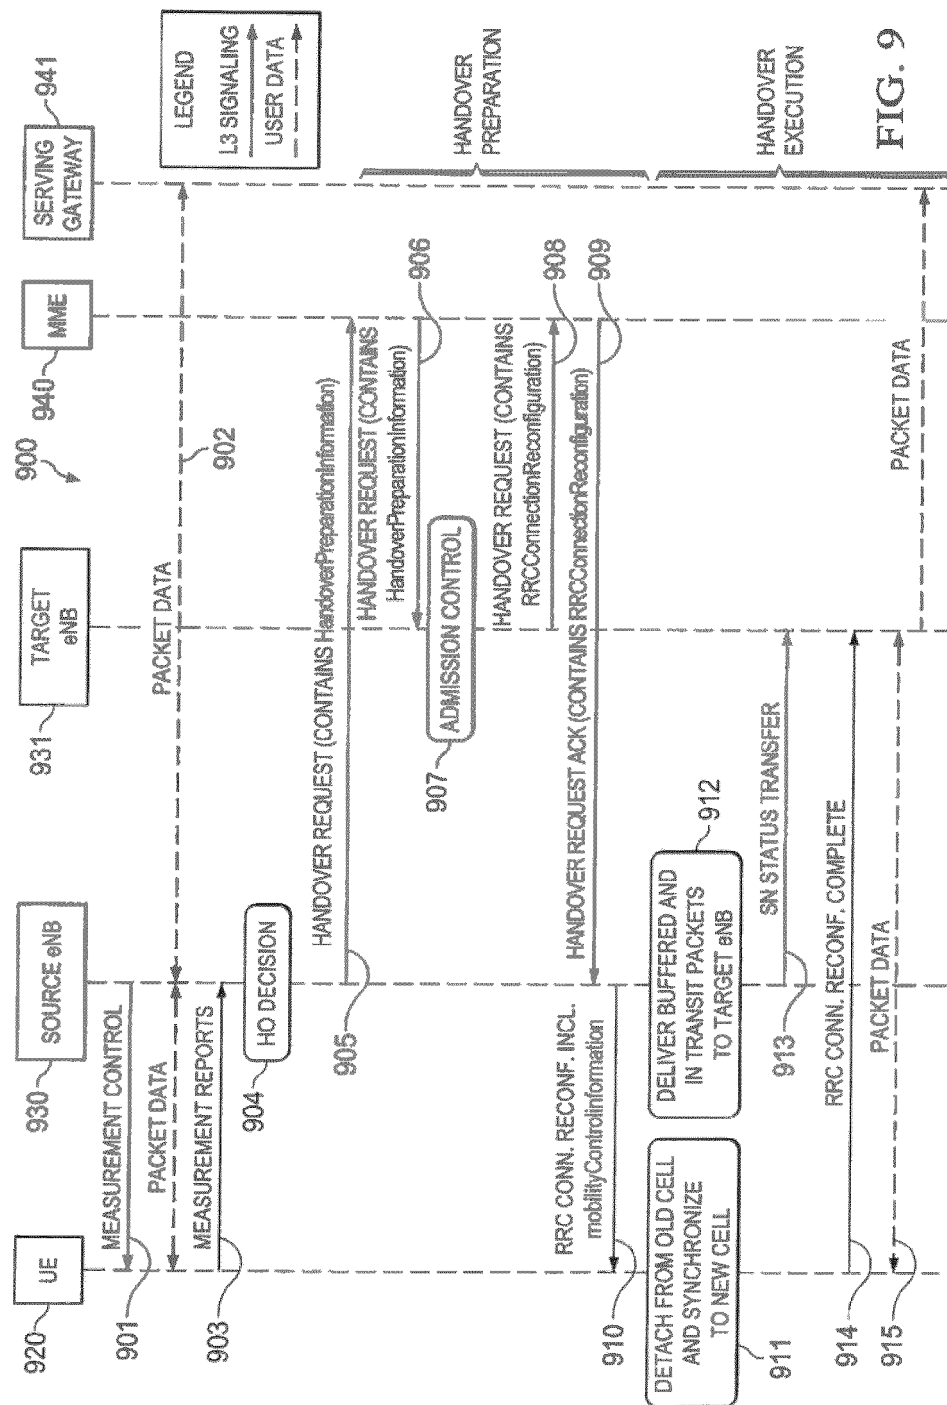 900
920
UE
930
SOURCE eNB
931
TARGET
eNB
940
MME
SERVING
GATEWAY
941
LEGEND
L3 SIGNALING
USER DATA
901
MEASUREMENT CONTROL
PACKET DATA
PACKET DATA
902
903
MEASUREMENT REPORTS
HO DECISION
904
HANDOVER REQUEST (CONTAINS HandoverPreparationInformation)
905
HANDOVER REQUEST (CONTAINS
HandoverPreparationInformation)
906
HANDOVER
PREPARATION
907
ADMISSION CONTROL
HANDOVER REQUEST (CONTAINS
RRCConnectionReconfiguration)
908
HANDOVER REQUEST ACK (CONTAINS RRCConnectionReconfiguration)
909
RRC CONN. RECONF. INCL.
mobilityControlinformation
910
DETACH FROM OLD CELL
AND SYNCHRONIZE
TO NEW CELL
911
DELIVER BUFFERED AND
IN TRANSIT PACKETS
TO TARGET eNB
912
HANDOVER
EXECUTION
SN STATUS TRANSFER
913
RRC CONN. RECONF. COMPLETE
914
PACKET DATA
915
PACKET DATA
FIG. 9